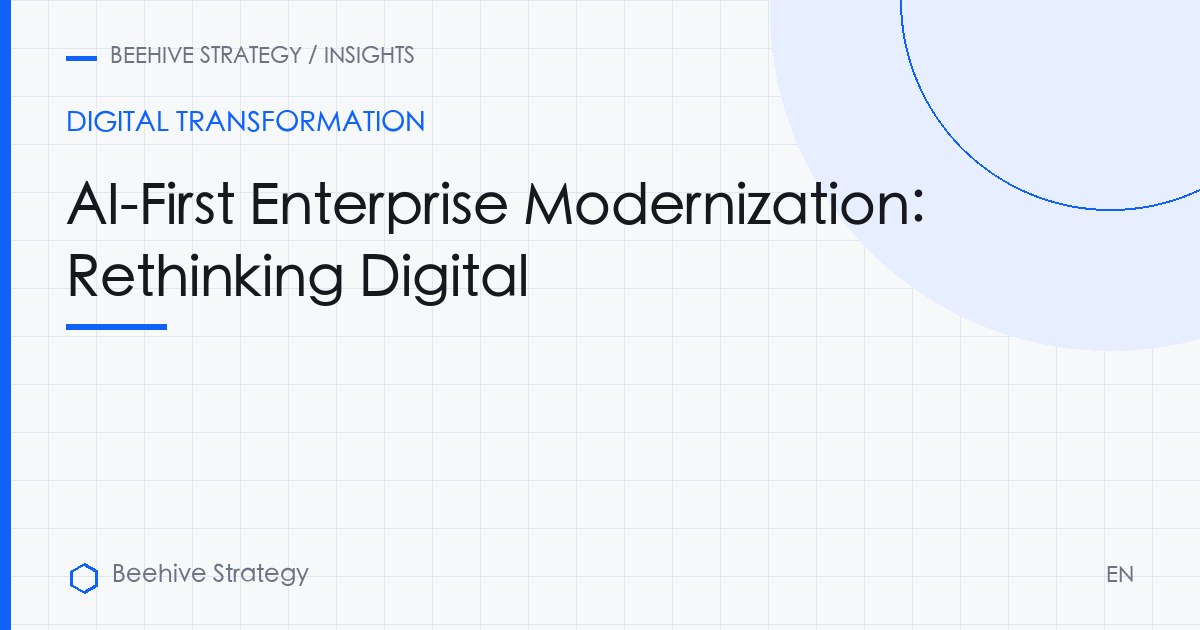 BEEHIVE STRATEGY / INSIGHTS
DIGITAL TRANSFORMATION
AI-First Enterprise Modernization:
Rethinking Digital
Beehive Strategy
EN